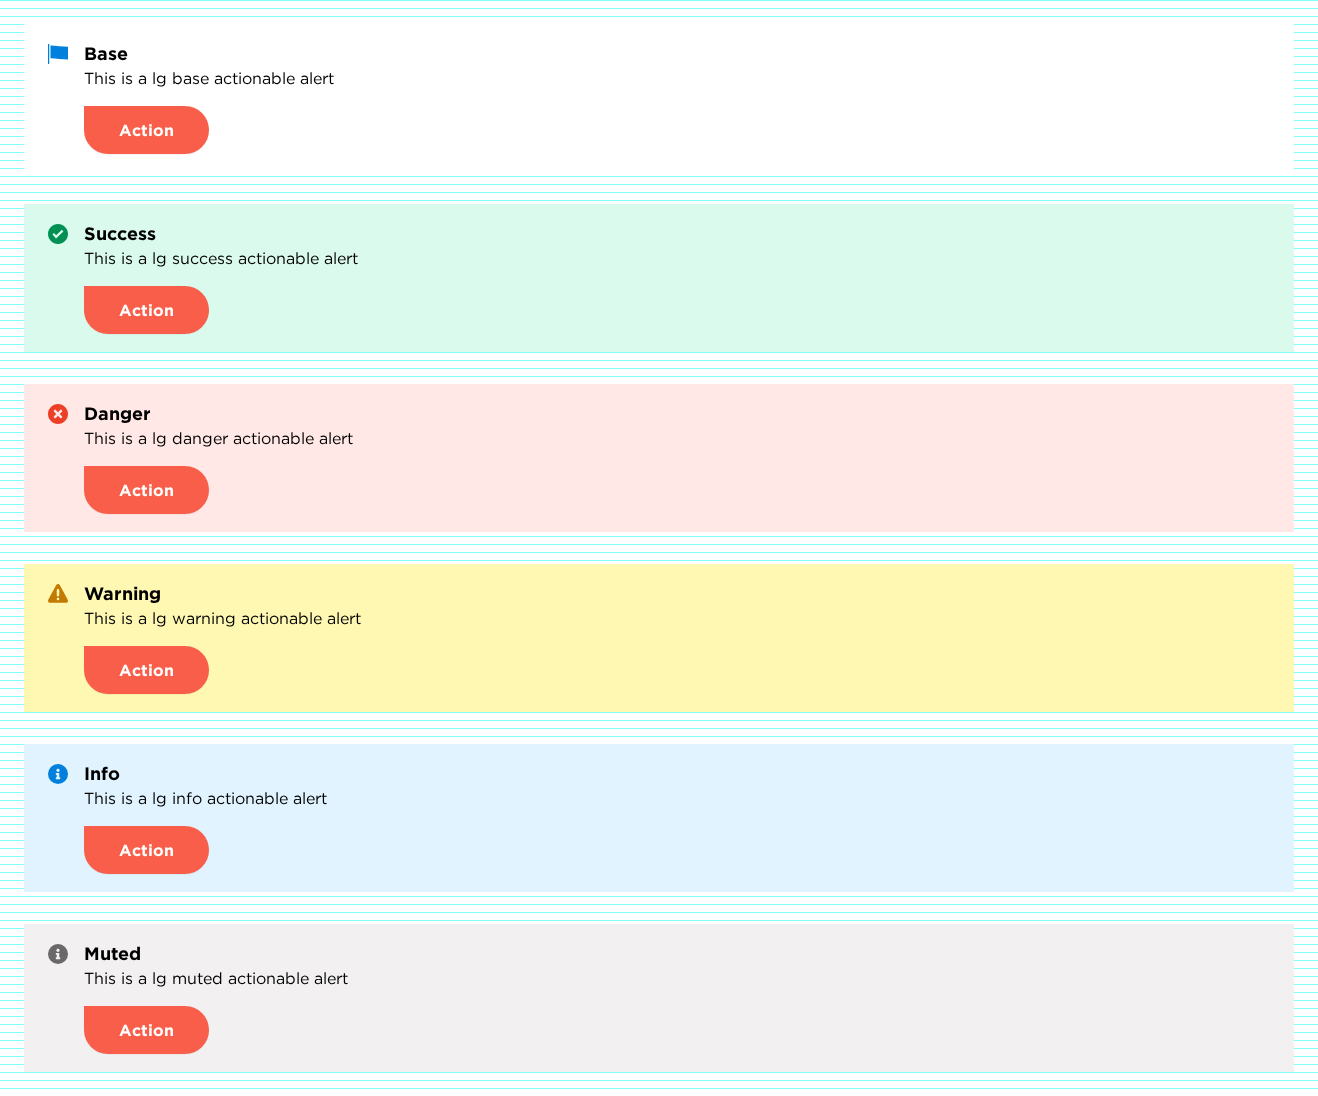 Base
This is a lg base actionable alert
Action
Success
This is a lg success actionable alert
Action
Danger
This is a lg danger actionable alert
Action
Warning
This is a lg warning actionable alert
Action
Info
This is a lg info actionable alert
Action
Muted
This is a lg muted actionable alert
Action